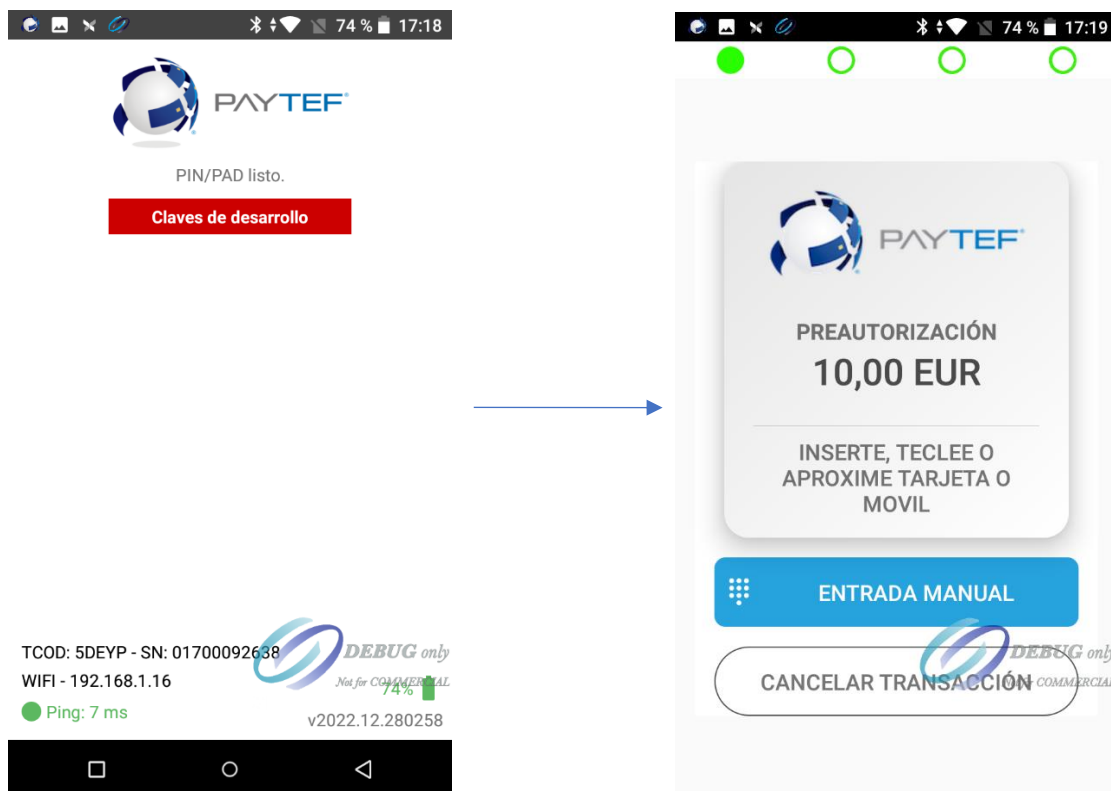 74 % 17:18
PAYTEF®
PIN/PAD listo.
Claves de desarrollo
TCOD: 5DEYP - SN: 01700092638
DEBUG only
WIFI - 192.168.1.16
Not for COMMERCIAL
74%
Ping: 7 ms
v2022.12.280258
74 % 17:19
PAYTEF®
PREAUTORIZACIÓN
10,00 EUR
INSERTE, TECLEE O
APROXIME TARJETA O
MOVIL
ENTRADA MANUAL
DEBUG only
CANCELAR TRANSACCIÓN
COMMERCIAL